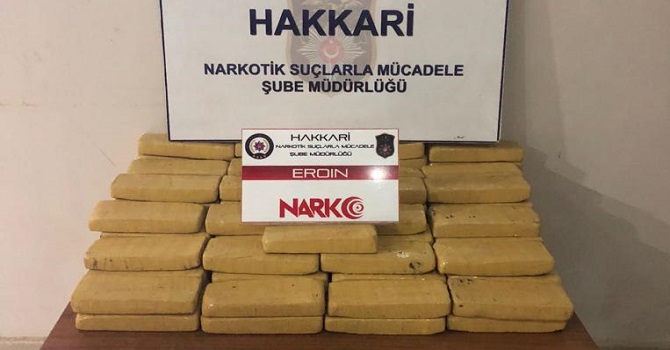 HAKKARİ
NARKOTİK SUÇLARLA MÜCADELE
ŞUBE MÜDÜRLÜĞÜ
HAKKARİ
NARKOTİK SUÇLARLA MÜCADELE
ŞUBE MÜDÜRLÜĞÜ
EROİN
NARKO